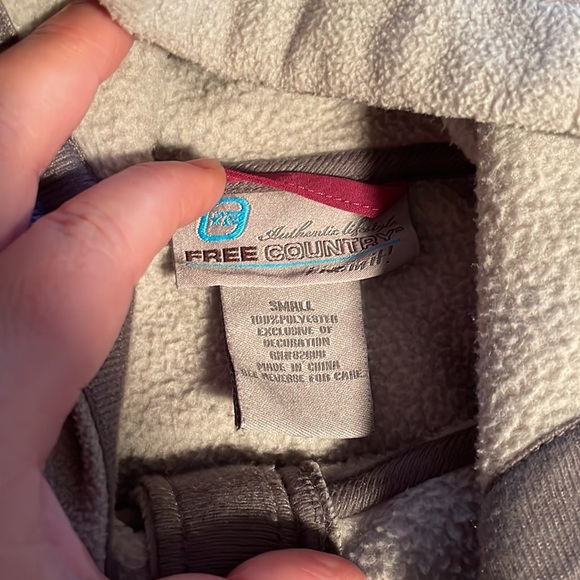 Authentic lifestyle
FREE COUNTRY®
SMALL
100% POLYESTER
EXCLUSIVE OF
DECORATION
MADE IN CHINA
SEE REVERSE FOR CARE